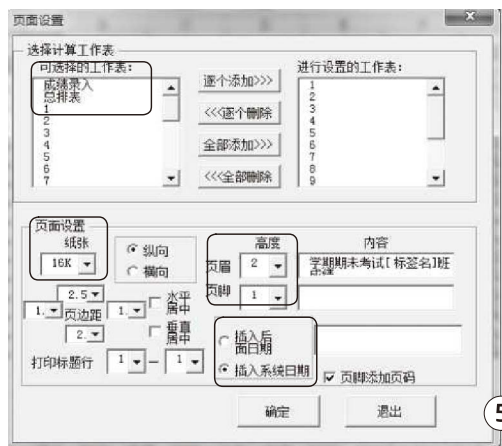 页面设置
选择计算工作表
可选择的工作表:
进行设置的工作表:
成绩录入
总排表
1
2
3
4
5
6
7
逐个添加>>>
<<<逐个删除
全部添加>>>
<<<全部删除
1
2
3
4
5
6
7
8
9
页面设置
纸张
16K
纵向
横向
高度
内容
页眉
2
学期期末考试[标签名]班
页脚
1
2.5
1.
页边距
1.
2.
水平
居中
垂直
居中
打印标题行
1
—
1
插入后
面日期
插入系统日期
页脚添加页码
确定
退出
5